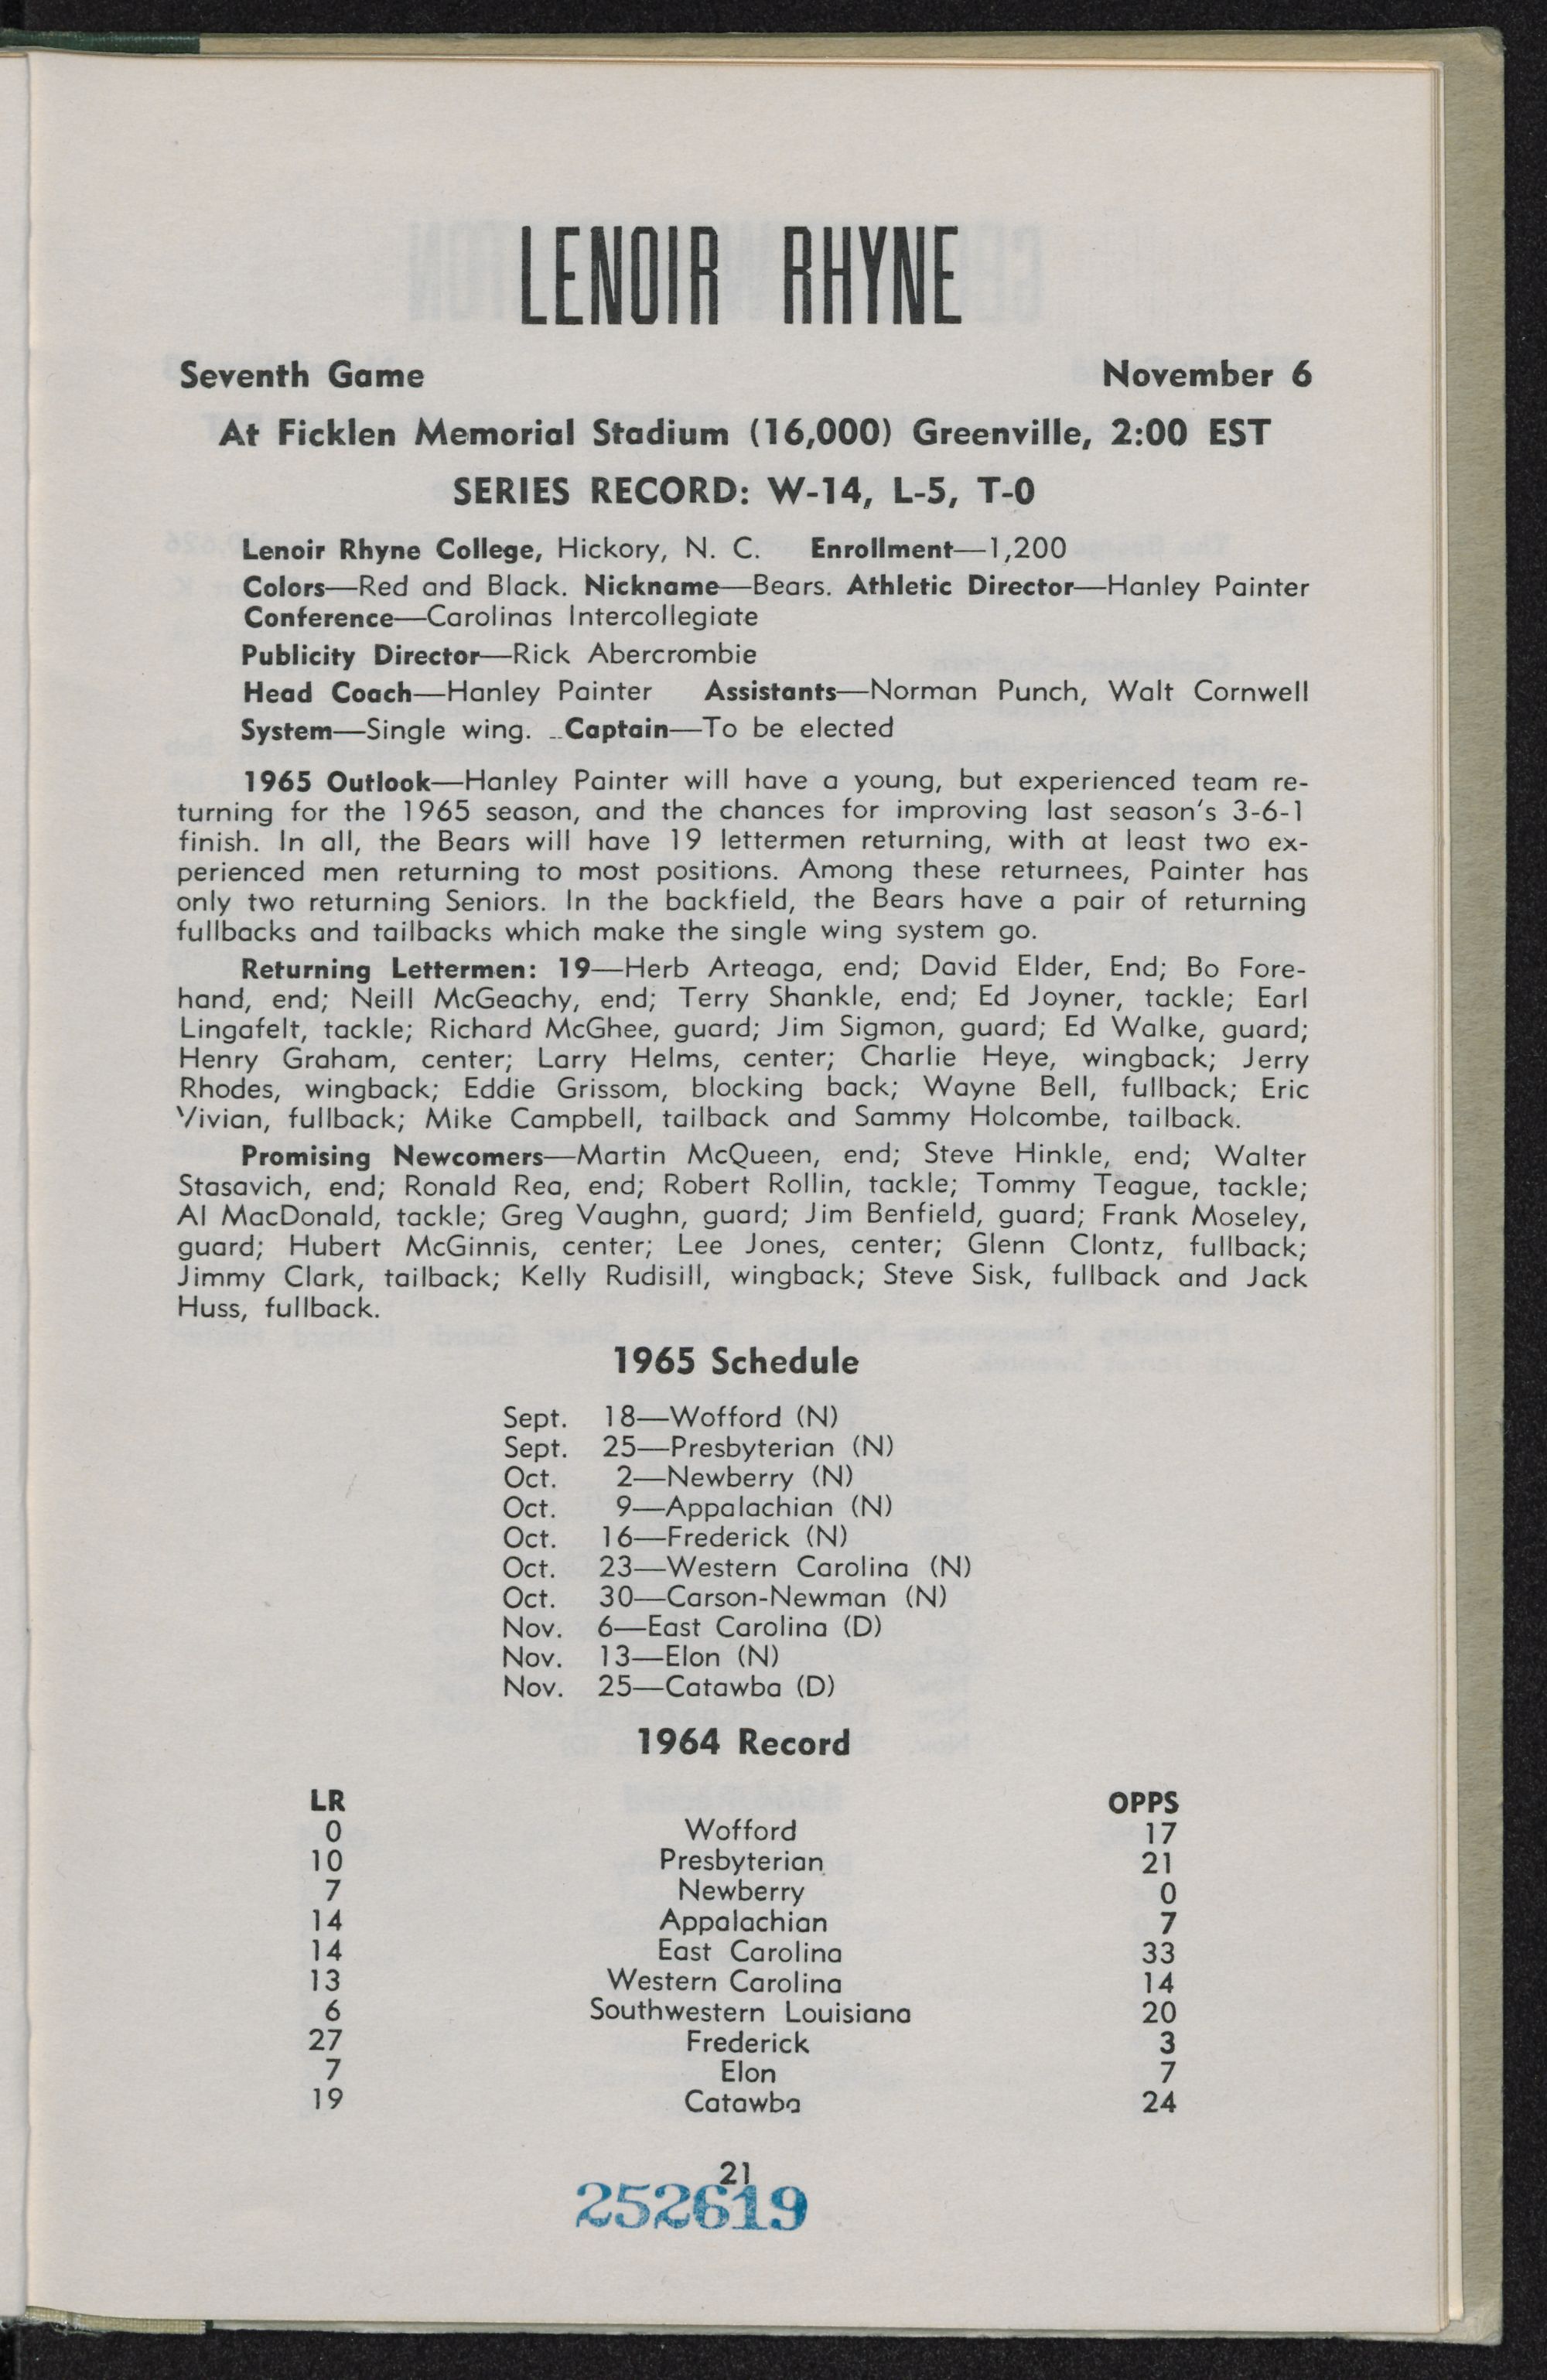 LENOIR RHYNE
Seventh Game November 6
At Ficklen Memorial Stadium (16,000) Greenville, 2:00 EST
SERIES RECORD: W-14, L-5, T-0
Lenoir Rhyne College, Hickory, N. C. Enrollment—1,200
Colors—Red and Black. Nickname—Bears. Athletic Director—Hanley Painter
Conference—Carolinas Intercollegiate
Publicity Director—Rick Abercrombie
Head Coach—Hanley Painter Assistants—Norman Punch, Walt Cornwell
System—Single wing. Captain—To be elected
1965 Outlook—Hanley Painter will have a young, but experienced team re-
turning for the 1965 season, and the chances for improving last season's 3-6-1
finish. In all, the Bears will have 19 lettermen returning, with at least two ex-
perienced men returning to most positions. Among these returnees, Painter has
only two returning Seniors. In the backfield, the Bears have a pair of returning
fullbacks and tailbacks which make the single wing system go.
Returning Lettermen: 19—Herb Arteaga, end; David Elder, End; Bo Fore-
hand, end; Neill McGeachy, end; Terry Shankle, end; Ed Joyner, tackle; Earl
Lingafelt, tackle; Richard McGhee, guard; Jim Sigmon, guard; Ed Walke, guard;
Henry Graham, center; Larry Helms, center; Charlie Heye, wingback; Jerry
Rhodes, wingback; Eddie Grissom, blocking back; Wayne Bell, fullback; Eric
Vivian, fullback; Mike Campbell, tailback and Sammy Holcombe, tailback.
Promising Newcomers—Martin McQueen, end; Steve Hinkle, end; Walter
Stasavich, end; Ronald Rea, end; Robert Rollin, tackle; Tommy Teague, tackle;
Al MacDonald, tackle; Greg Vaughn, guard; Jim Benfield, guard; Frank Moseley,
guard; Hubert McGinnis, center; Lee Jones, center; Glenn Clontz, fullback;
Jimmy Clark, tailback; Kelly Rudisill, wingback; Steve Sisk, fullback and Jack
Huss, fullback.
1965 Schedule
Sept. 18—Wofford (N)
Sept. 25—Presbyterian (N)
Oct. 2—Newberry (N)
Oct. 9—Appalachian (N)
Oct. 16—Frederick (N)
Oct. 23—Western Carolina (N)
Oct. 30—Carson-Newman (N)
Nov. 6—East Carolina (D)
Nov. 13—Elon (N)
Nov. 25—Catawba (D)
1964 Record
LR OPPS
0 Wofford 17
10 Presbyterian 21
7 Newberry 0
14 Appalachian 7
14 East Carolina 33
13 Western Carolina 14
6 Southwestern Louisiana 20
27 Frederick 3
7 Elon 7
19 Catawba 24
21
252619